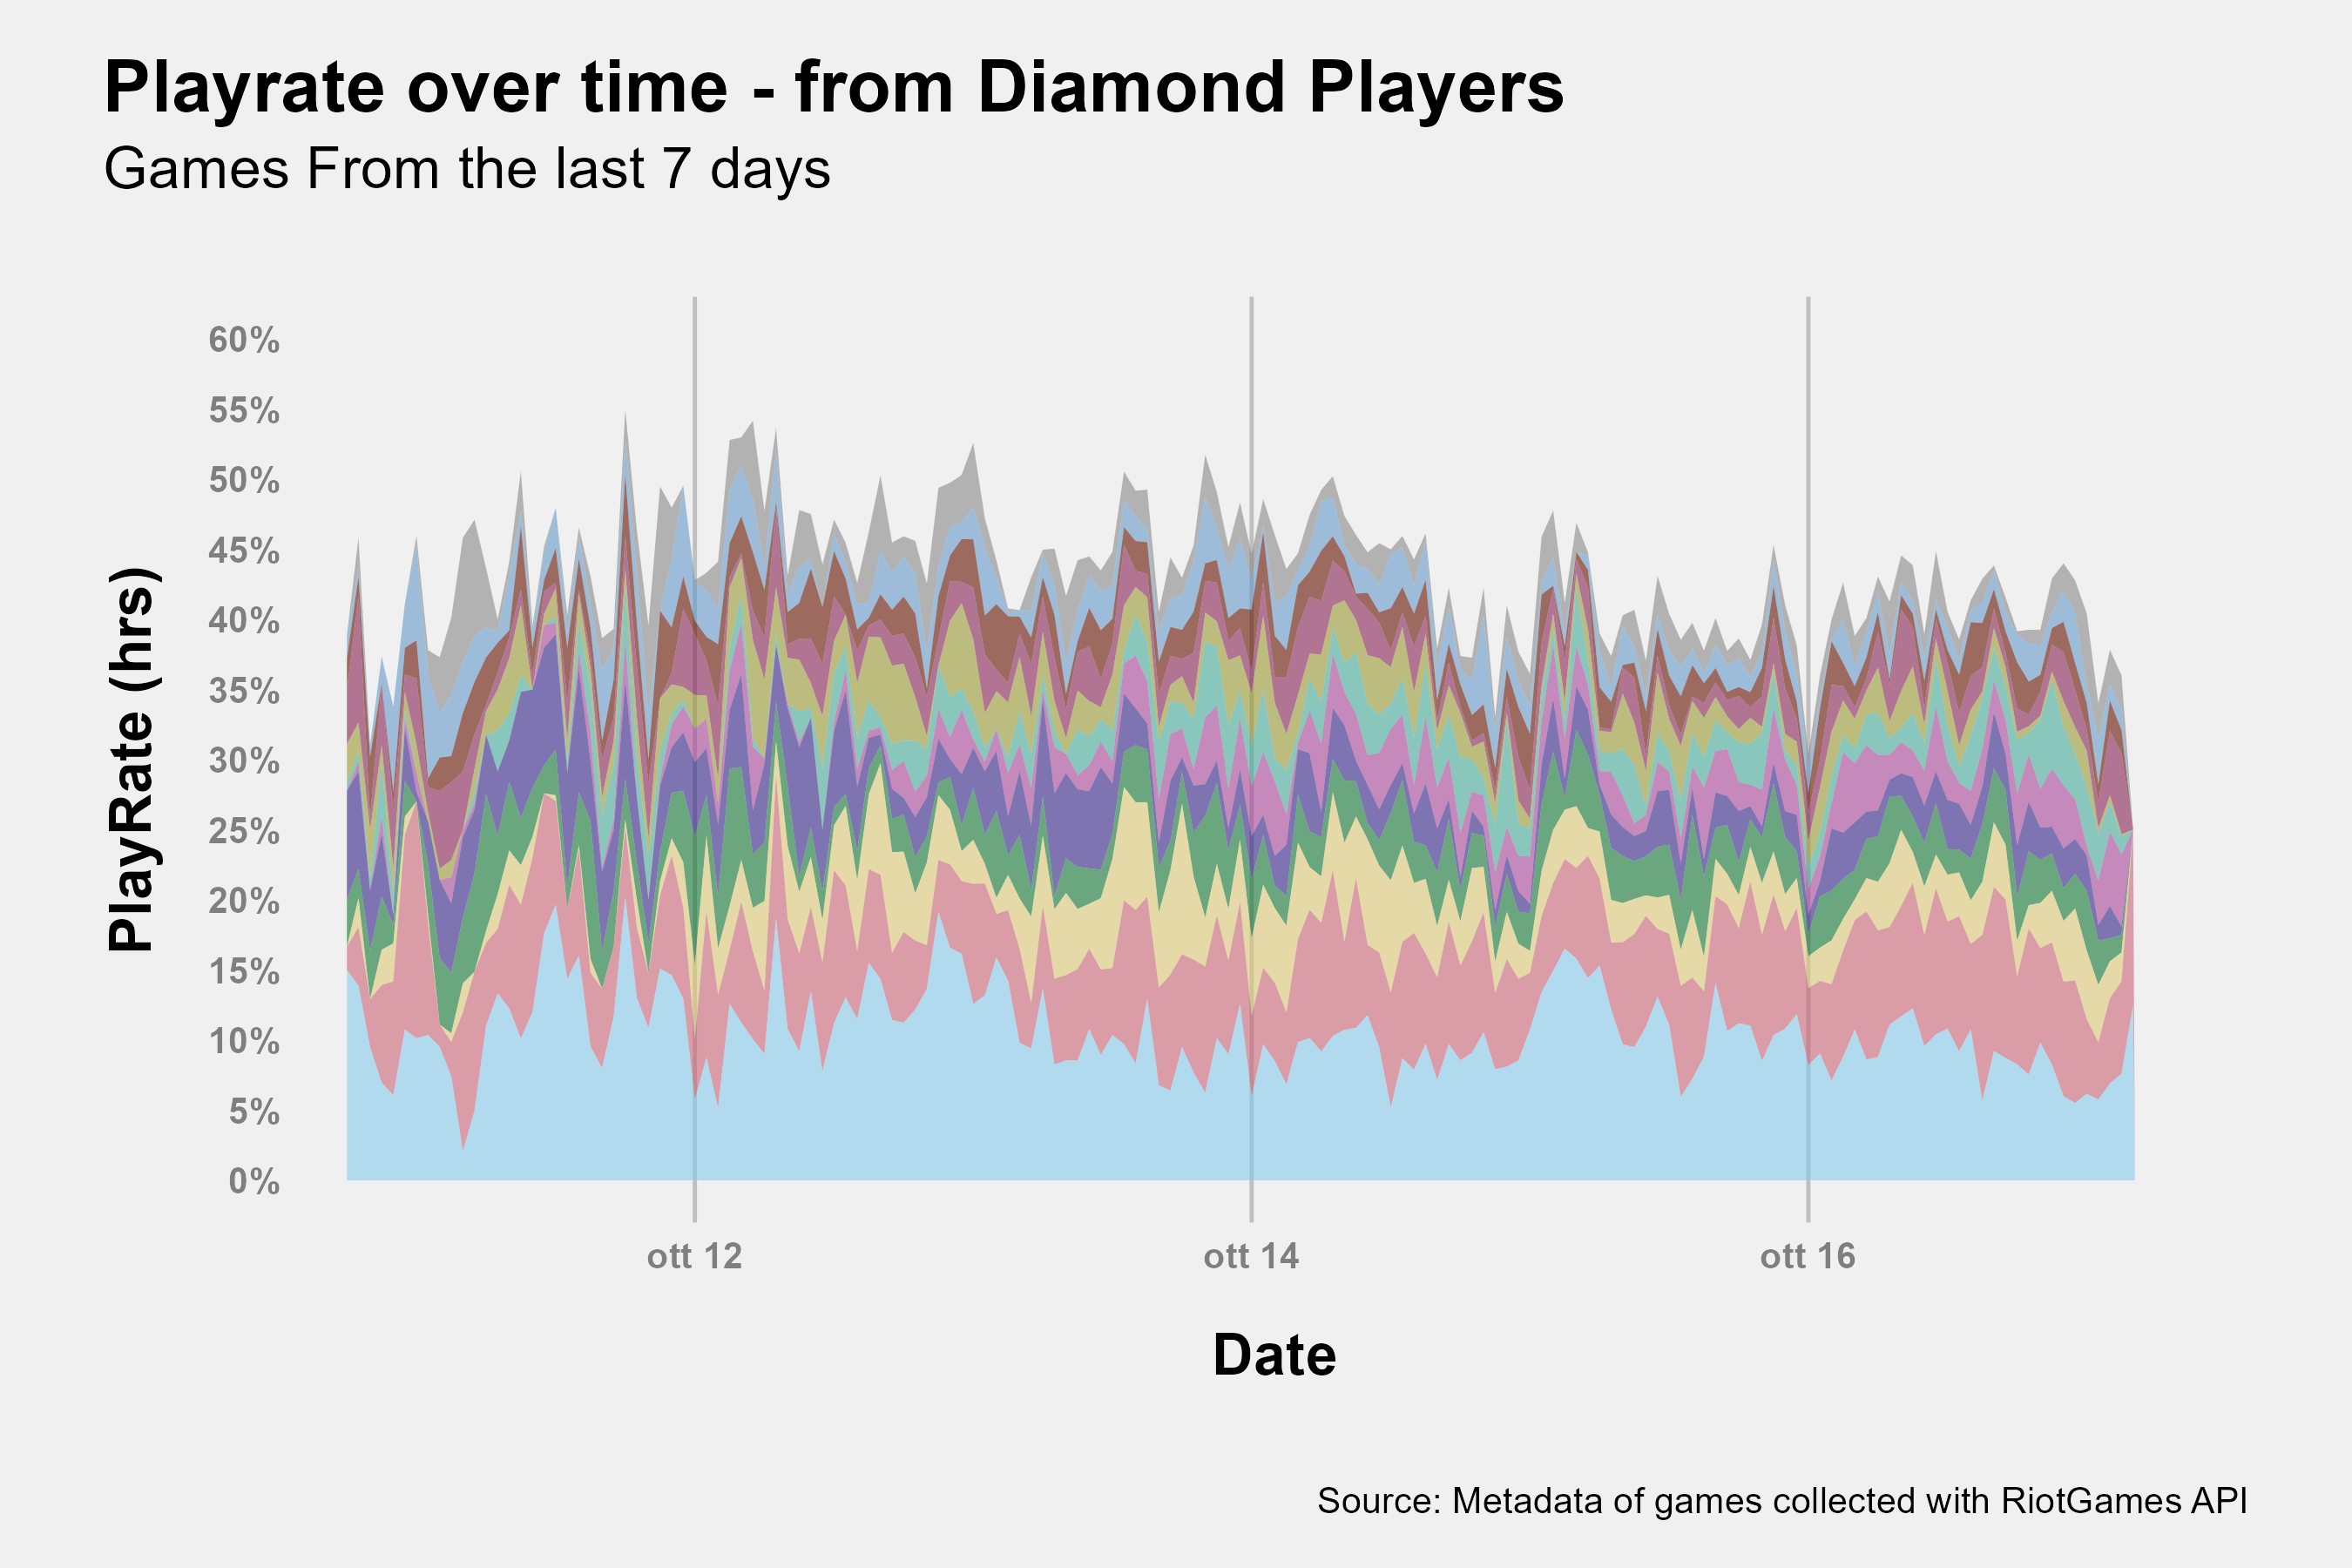 Playrate over time - from Diamond Players
Games From the last 7 days
60%
55%
50%
45%
40%
35%
30%
25%
20%
15%
10%
5%
0%
PlayRate (hrs)
ott 12
ott 14
ott 16
Date
Source: Metadata of games collected with RiotGames API